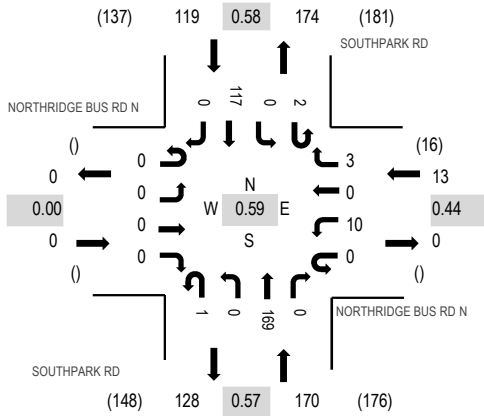 (137) 119 0.58 174 (181)
SOUTHPARK RD
NORTHRIDGE BUS RD N
0 117 0 2
() 0 3 (16)
0 0 N 0 13
0.00 W 0.59 E 0.44
0 0 S 10 0
() 0 0 ()
1 0 169 0
NORTHRIDGE BUS RD N
SOUTHPARK RD
(148) 128 0.57 170 (176)